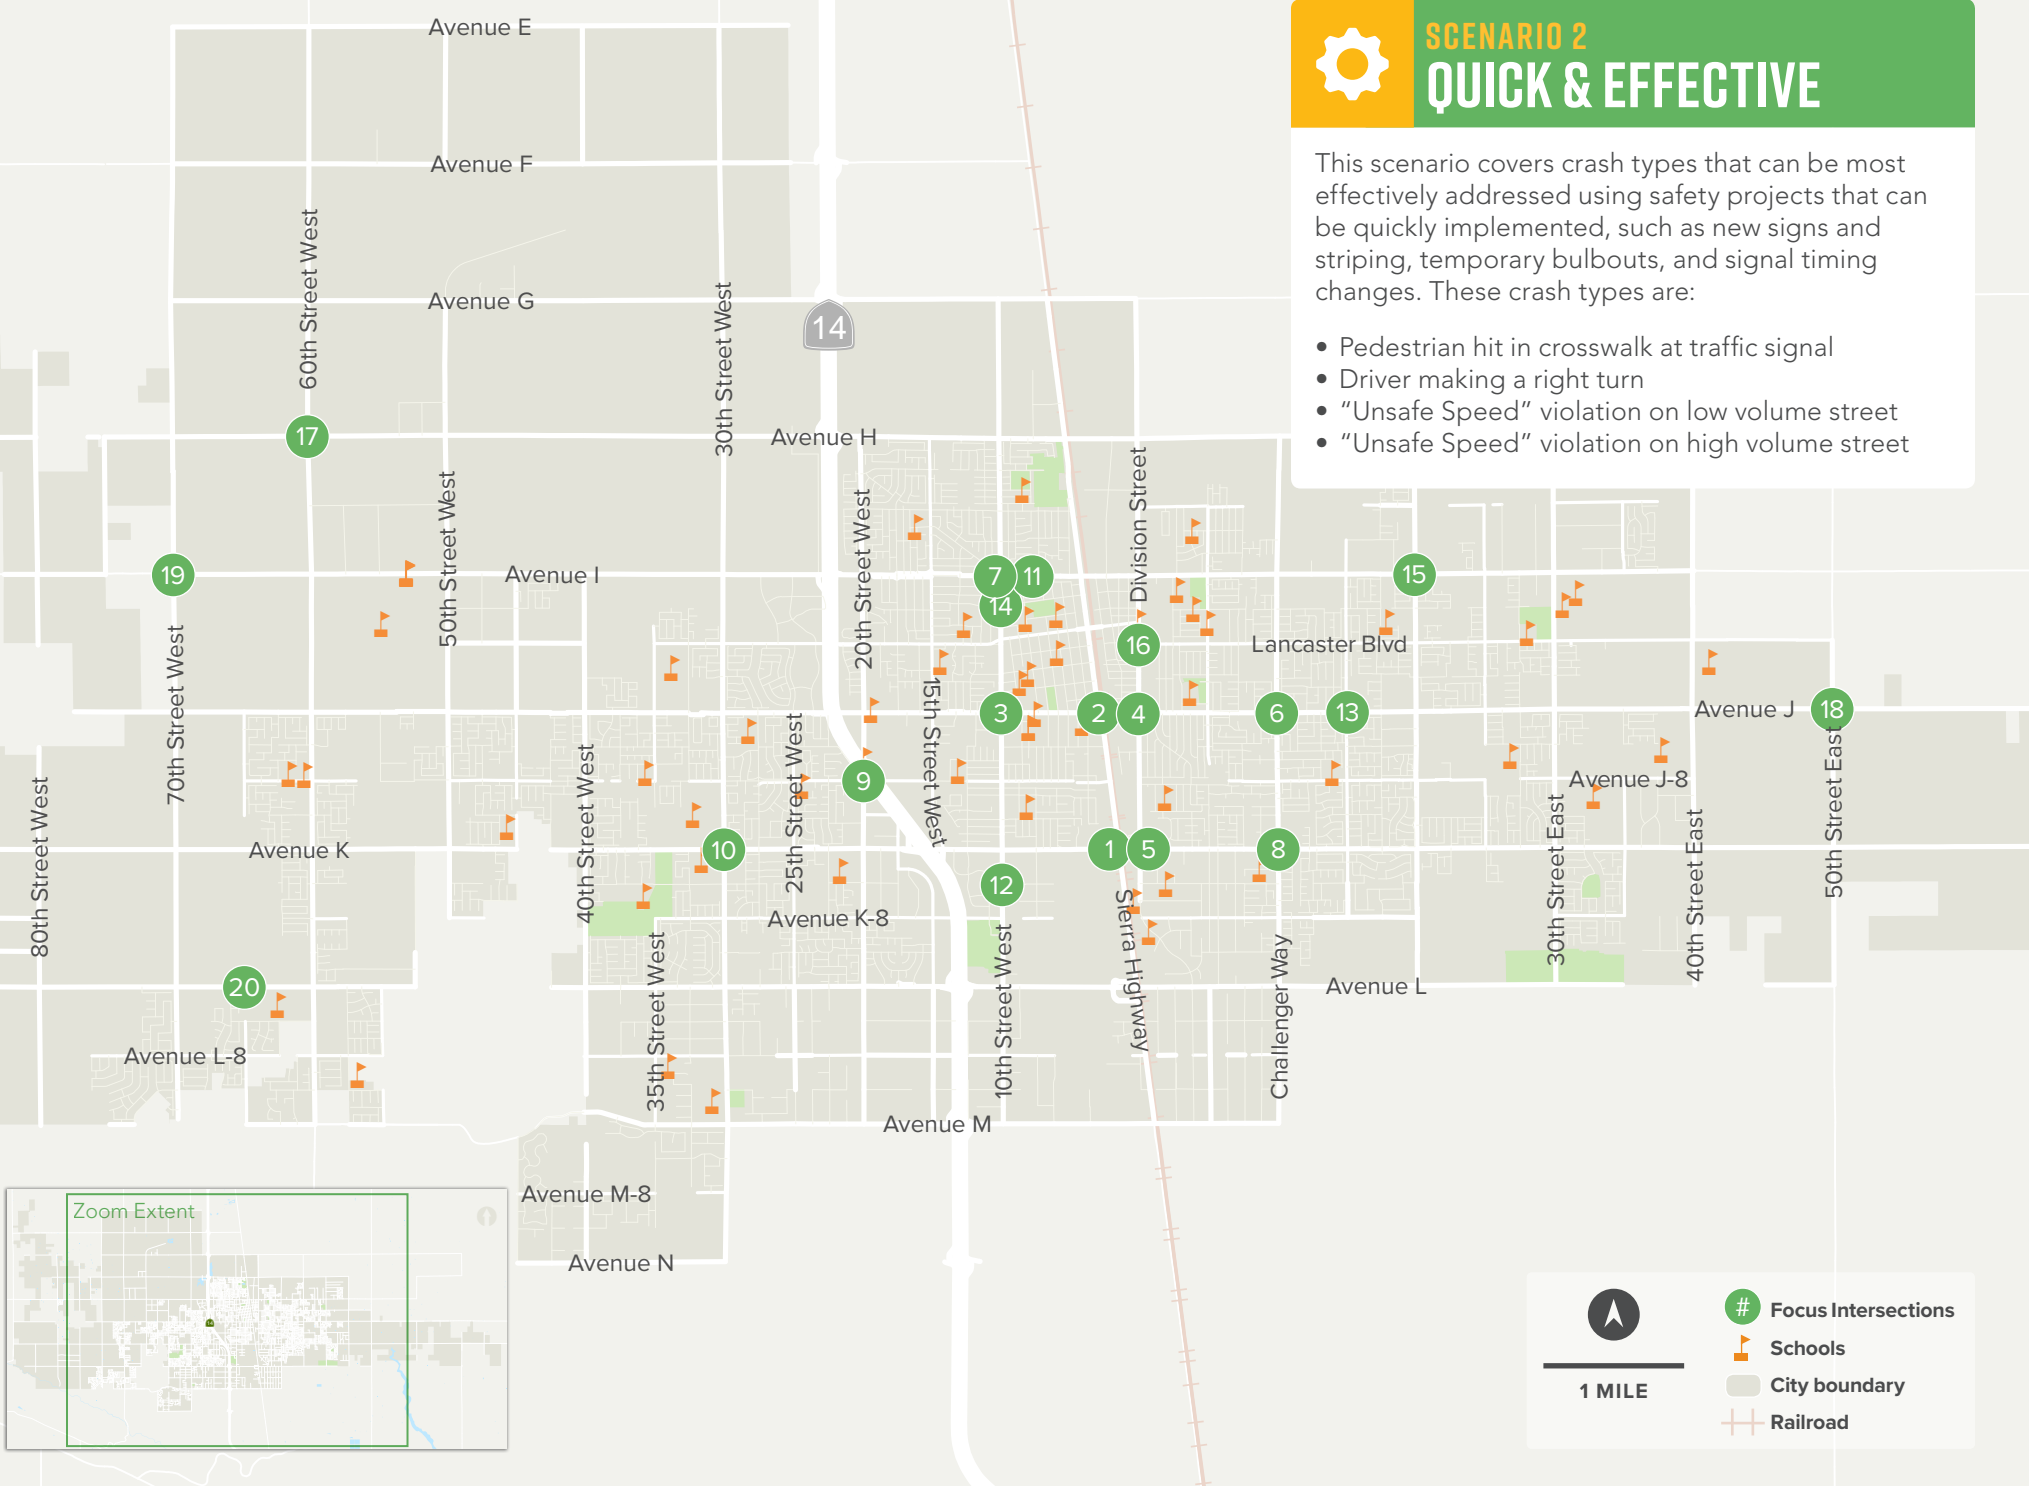 SCENARIO 2
QUICK & EFFECTIVE
This scenario covers crash types that can be most
effectively addressed using safety projects that can
be quickly implemented, such as new signs and
striping, temporary bulbouts, and signal timing
changes. These crash types are:
• Pedestrian hit in crosswalk at traffic signal
• Driver making a right turn
• “Unsafe Speed” violation on low volume street
• “Unsafe Speed” violation on high volume street
Avenue E
Avenue F
60th Street West
Avenue G
30th Street West
14
17
Avenue H
50th Street West
20th Street West
Division Street
19
Avenue I
7
11
14
15
70th Street West
16
Lancaster Blvd
15th Street West
3
2
4
6
13
Avenue J
18
25th Street West
40th Street West
9
Avenue J-8
50th Street East
80th Street West
Avenue K
10
1
5
8
30th Street East
40th Street East
12
Avenue K-8
Sierra Highway
35th Street West
10th Street West
Challenger Way
20
Avenue L
Avenue L-8
Avenue M
Avenue M-8
Avenue N
Zoom Extent
1 MILE
# Focus Intersections
Schools
City boundary
Railroad